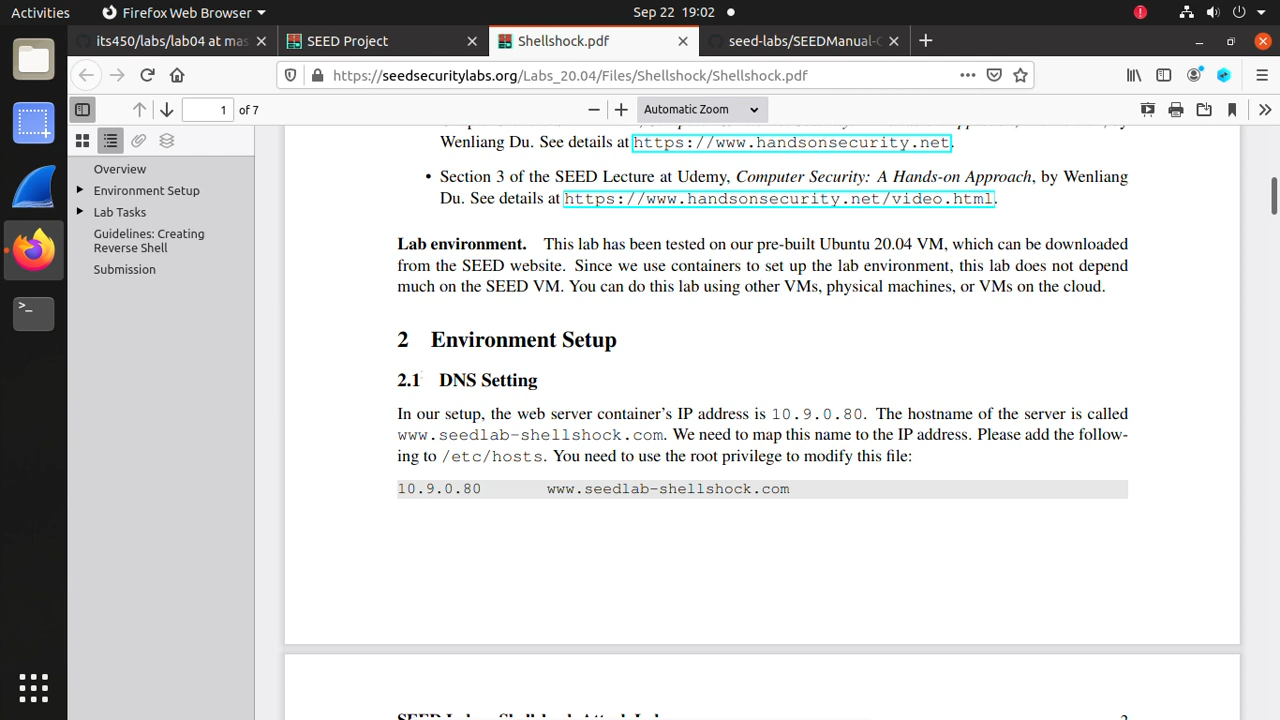 Activities Firefox Web Browser Sep 22 19:02
its450/labs/lab04 at mas SEED Project Shellshock.pdf seed-labs/SEEDManual-C
https://seedsecuritylabs.org/Labs_20.04/Files/Shellshock/Shellshock.pdf
1 of 7 Automatic Zoom
Overview
Environment Setup
Lab Tasks
Guidelines: Creating
Reverse Shell
Submission
Wenliang Du. See details at https://www.handsonsecurity.net.
• Section 3 of the SEED Lecture at Udemy, Computer Security: A Hands-on Approach, by Wenliang
Du. See details at https://www.handsonsecurity.net/video.html.
Lab environment. This lab has been tested on our pre-built Ubuntu 20.04 VM, which can be downloaded
from the SEED website. Since we use containers to set up the lab environment, this lab does not depend
much on the SEED VM. You can do this lab using other VMs, physical machines, or VMs on the cloud.
2 Environment Setup
2.1 DNS Setting
In our setup, the web server container's IP address is 10.9.0.80. The hostname of the server is called
www.seedlab-shellshock.com. We need to map this name to the IP address. Please add the follow-
ing to /etc/hosts. You need to use the root privilege to modify this file:
10.9.0.80 www.seedlab-shellshock.com